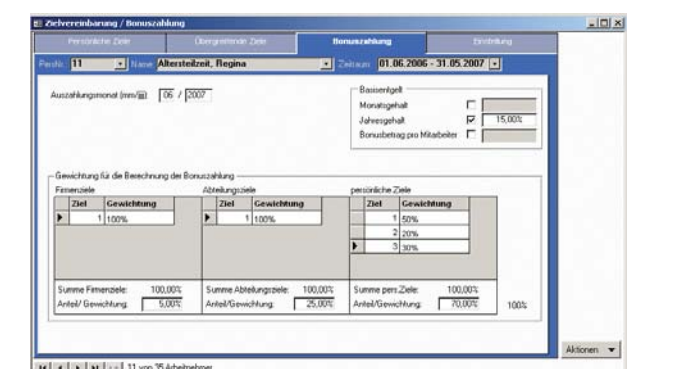 Zielvereinbarung / Bonuszahlung
Persönliche Ziele Übergreifende Ziele Bonuszahlung Einstellung
PersNr. 11 Name Altersteilzeit, Regina Zeitraum 01.06.2006 - 31.05.2007
Auszahlungsmonat (mm/jjjj) 06 / 2007
Basisentgelt
Monatsgehalt
Jahresgehalt 15,00%
Bonusbetrag pro Mitarbeiter
Gewichtung für die Berechnung der Bonuszahlung
Firmenziele Abteilungsziele persönliche Ziele
Ziel Gewichtung Ziel Gewichtung Ziel Gewichtung
1 100% 1 100% 1 50%
2 20%
3 30%
Summe Firmenziele: 100,00% Summe Abteilungsziele: 100,00% Summe pers.Ziele: 100,00%
Anteil/ Gewichtung: 5,00% Anteil/Gewichtung: 25,00% Anteil/Gewichtung: 70,00% 100%
Aktionen
11 von 35 Arbeitnehmer